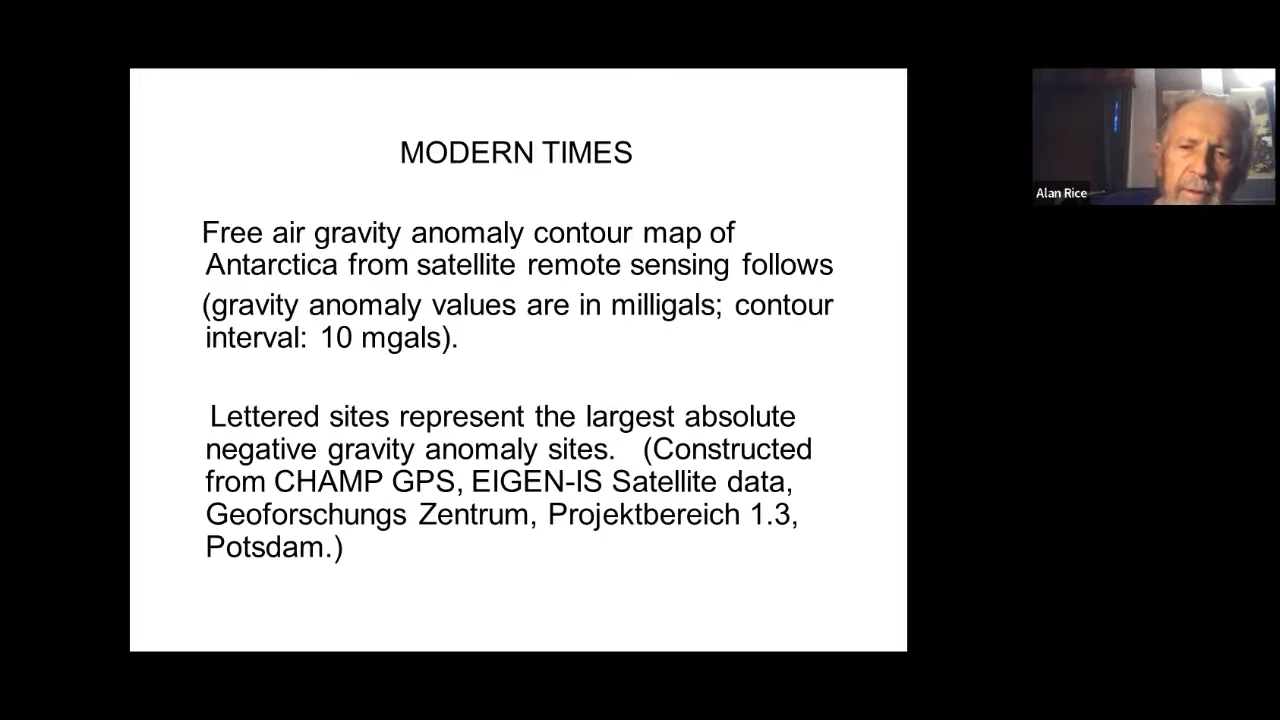 MODERN TIMES
Free air gravity anomaly contour map of
Antarctica from satellite remote sensing follows
(gravity anomaly values are in milligals; contour
interval: 10 mgals).
Lettered sites represent the largest absolute
negative gravity anomaly sites. (Constructed
from CHAMP GPS, EIGEN-IS Satellite data,
Geoforschungs Zentrum, Projektbereich 1.3,
Potsdam.)
Alan Rice